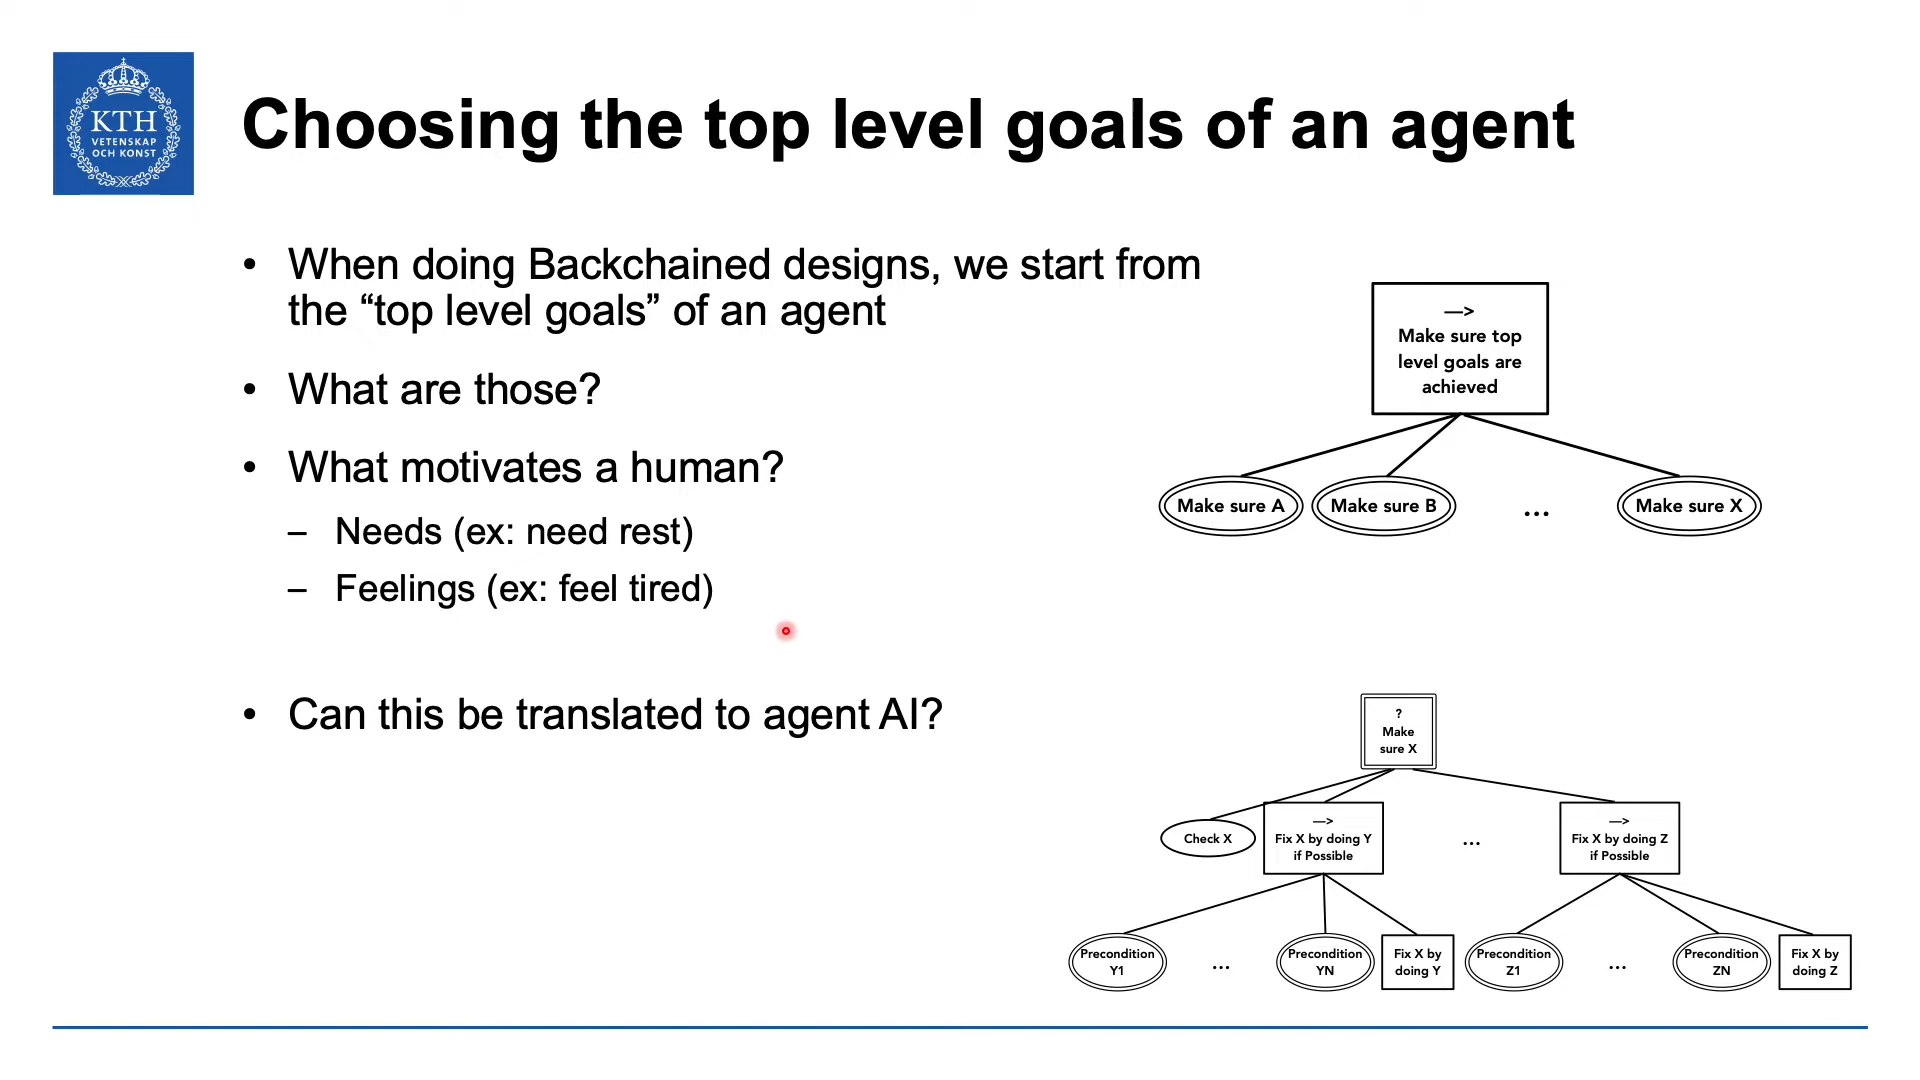 KTH
VETENSKAP
OCH KONST
Choosing the top level goals of an agent
• When doing Backchained designs, we start from
the “top level goals” of an agent
• What are those?
• What motivates a human?
– Needs (ex: need rest)
– Feelings (ex: feel tired)
• Can this be translated to agent AI?
—>
Make sure top
level goals are
achieved
Make sure A
Make sure B
...
Make sure X
?
Make
sure X
Check X
—>
Fix X by doing Y
if Possible
...
—>
Fix X by doing Z
if Possible
Precondition
Y1
...
Precondition
YN
Fix X by
doing Y
Precondition
Z1
...
Precondition
ZN
Fix X by
doing Z